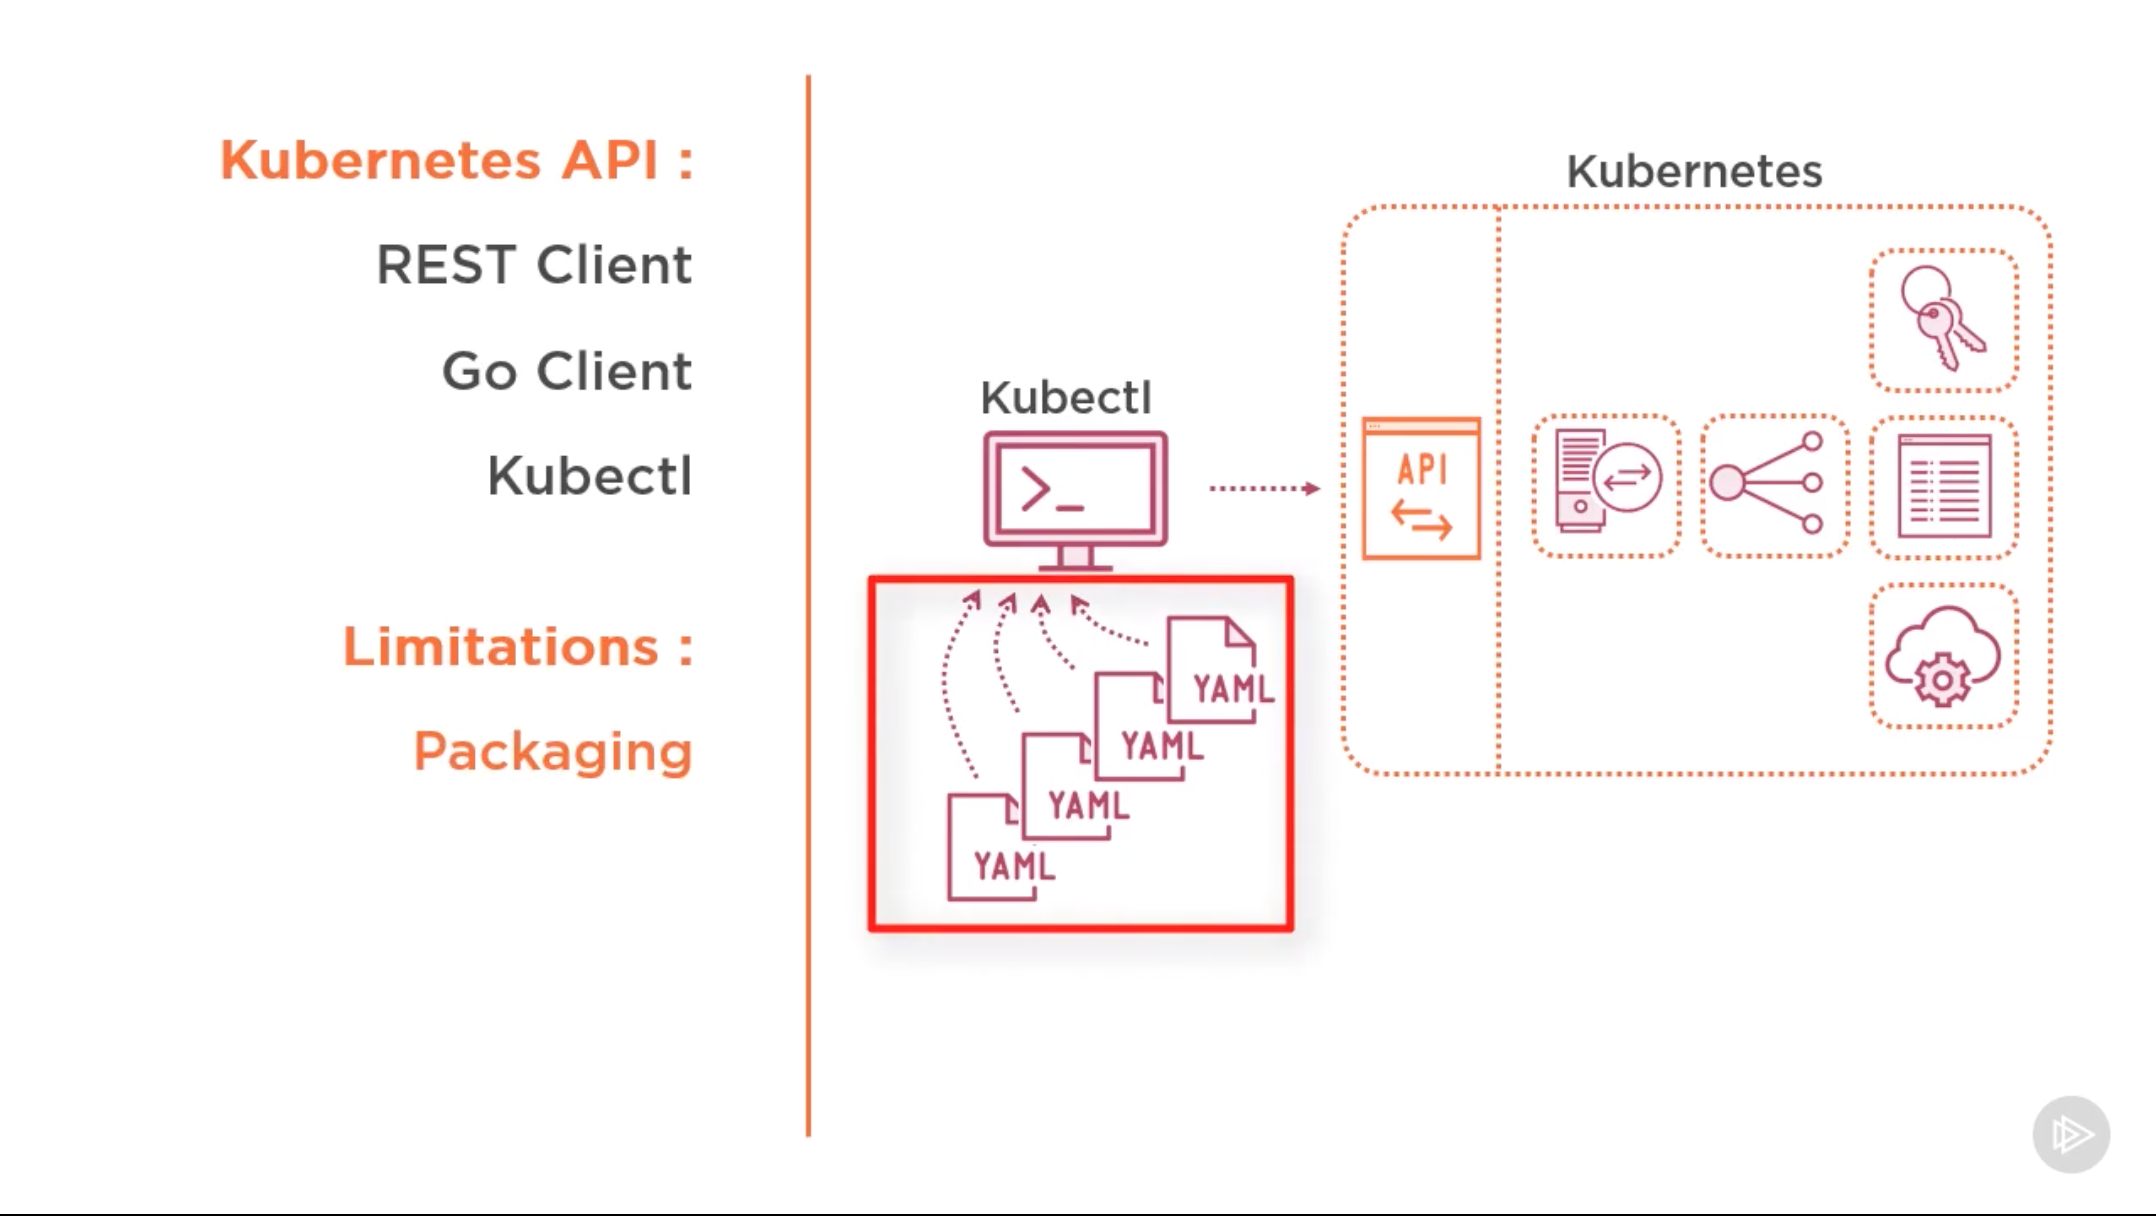 Kubernetes API :
REST Client
Go Client
Kubectl
Limitations :
Packaging
Kubectl
>_
YAML
YAML
YAML
YAML
Kubernetes
API